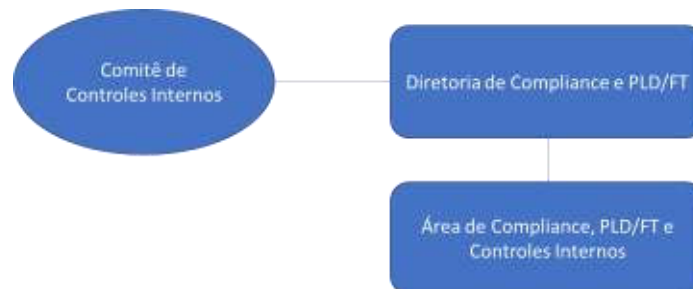 Comitê de
Controles Internos
Diretoria de Compliance e PLD/FT
Área de Compliance, PLD/FT e
Controles Internos